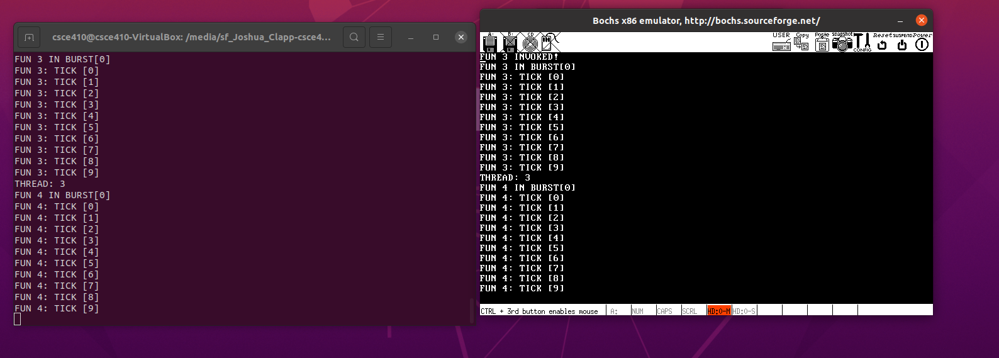 csce410@csce410-VirtualBox: /media/sf_Joshua_Clapp-csce4...
FUN 3 IN BURST[0]
FUN 3: TICK [0]
FUN 3: TICK [1]
FUN 3: TICK [2]
FUN 3: TICK [3]
FUN 3: TICK [4]
FUN 3: TICK [5]
FUN 3: TICK [6]
FUN 3: TICK [7]
FUN 3: TICK [8]
FUN 3: TICK [9]
THREAD: 3
FUN 4 IN BURST[0]
FUN 4: TICK [0]
FUN 4: TICK [1]
FUN 4: TICK [2]
FUN 4: TICK [3]
FUN 4: TICK [4]
FUN 4: TICK [5]
FUN 4: TICK [6]
FUN 4: TICK [7]
FUN 4: TICK [8]
FUN 4: TICK [9]
Bochs x86 emulator, http://bochs.sourceforge.net/
A: B: CD USER Copy Paste snapshot CONFIG Reset SUSPEND Power
FUN 3 INVOKED!
FUN 3 IN BURST[0]
FUN 3: TICK [0]
FUN 3: TICK [1]
FUN 3: TICK [2]
FUN 3: TICK [3]
FUN 3: TICK [4]
FUN 3: TICK [5]
FUN 3: TICK [6]
FUN 3: TICK [7]
FUN 3: TICK [8]
FUN 3: TICK [9]
THREAD: 3
FUN 4 IN BURST[0]
FUN 4: TICK [0]
FUN 4: TICK [1]
FUN 4: TICK [2]
FUN 4: TICK [3]
FUN 4: TICK [4]
FUN 4: TICK [5]
FUN 4: TICK [6]
FUN 4: TICK [7]
FUN 4: TICK [8]
FUN 4: TICK [9]
CTRL + 3rd button enables mouse A: NUM CAPS SCRL HD:0-M HD:0-S